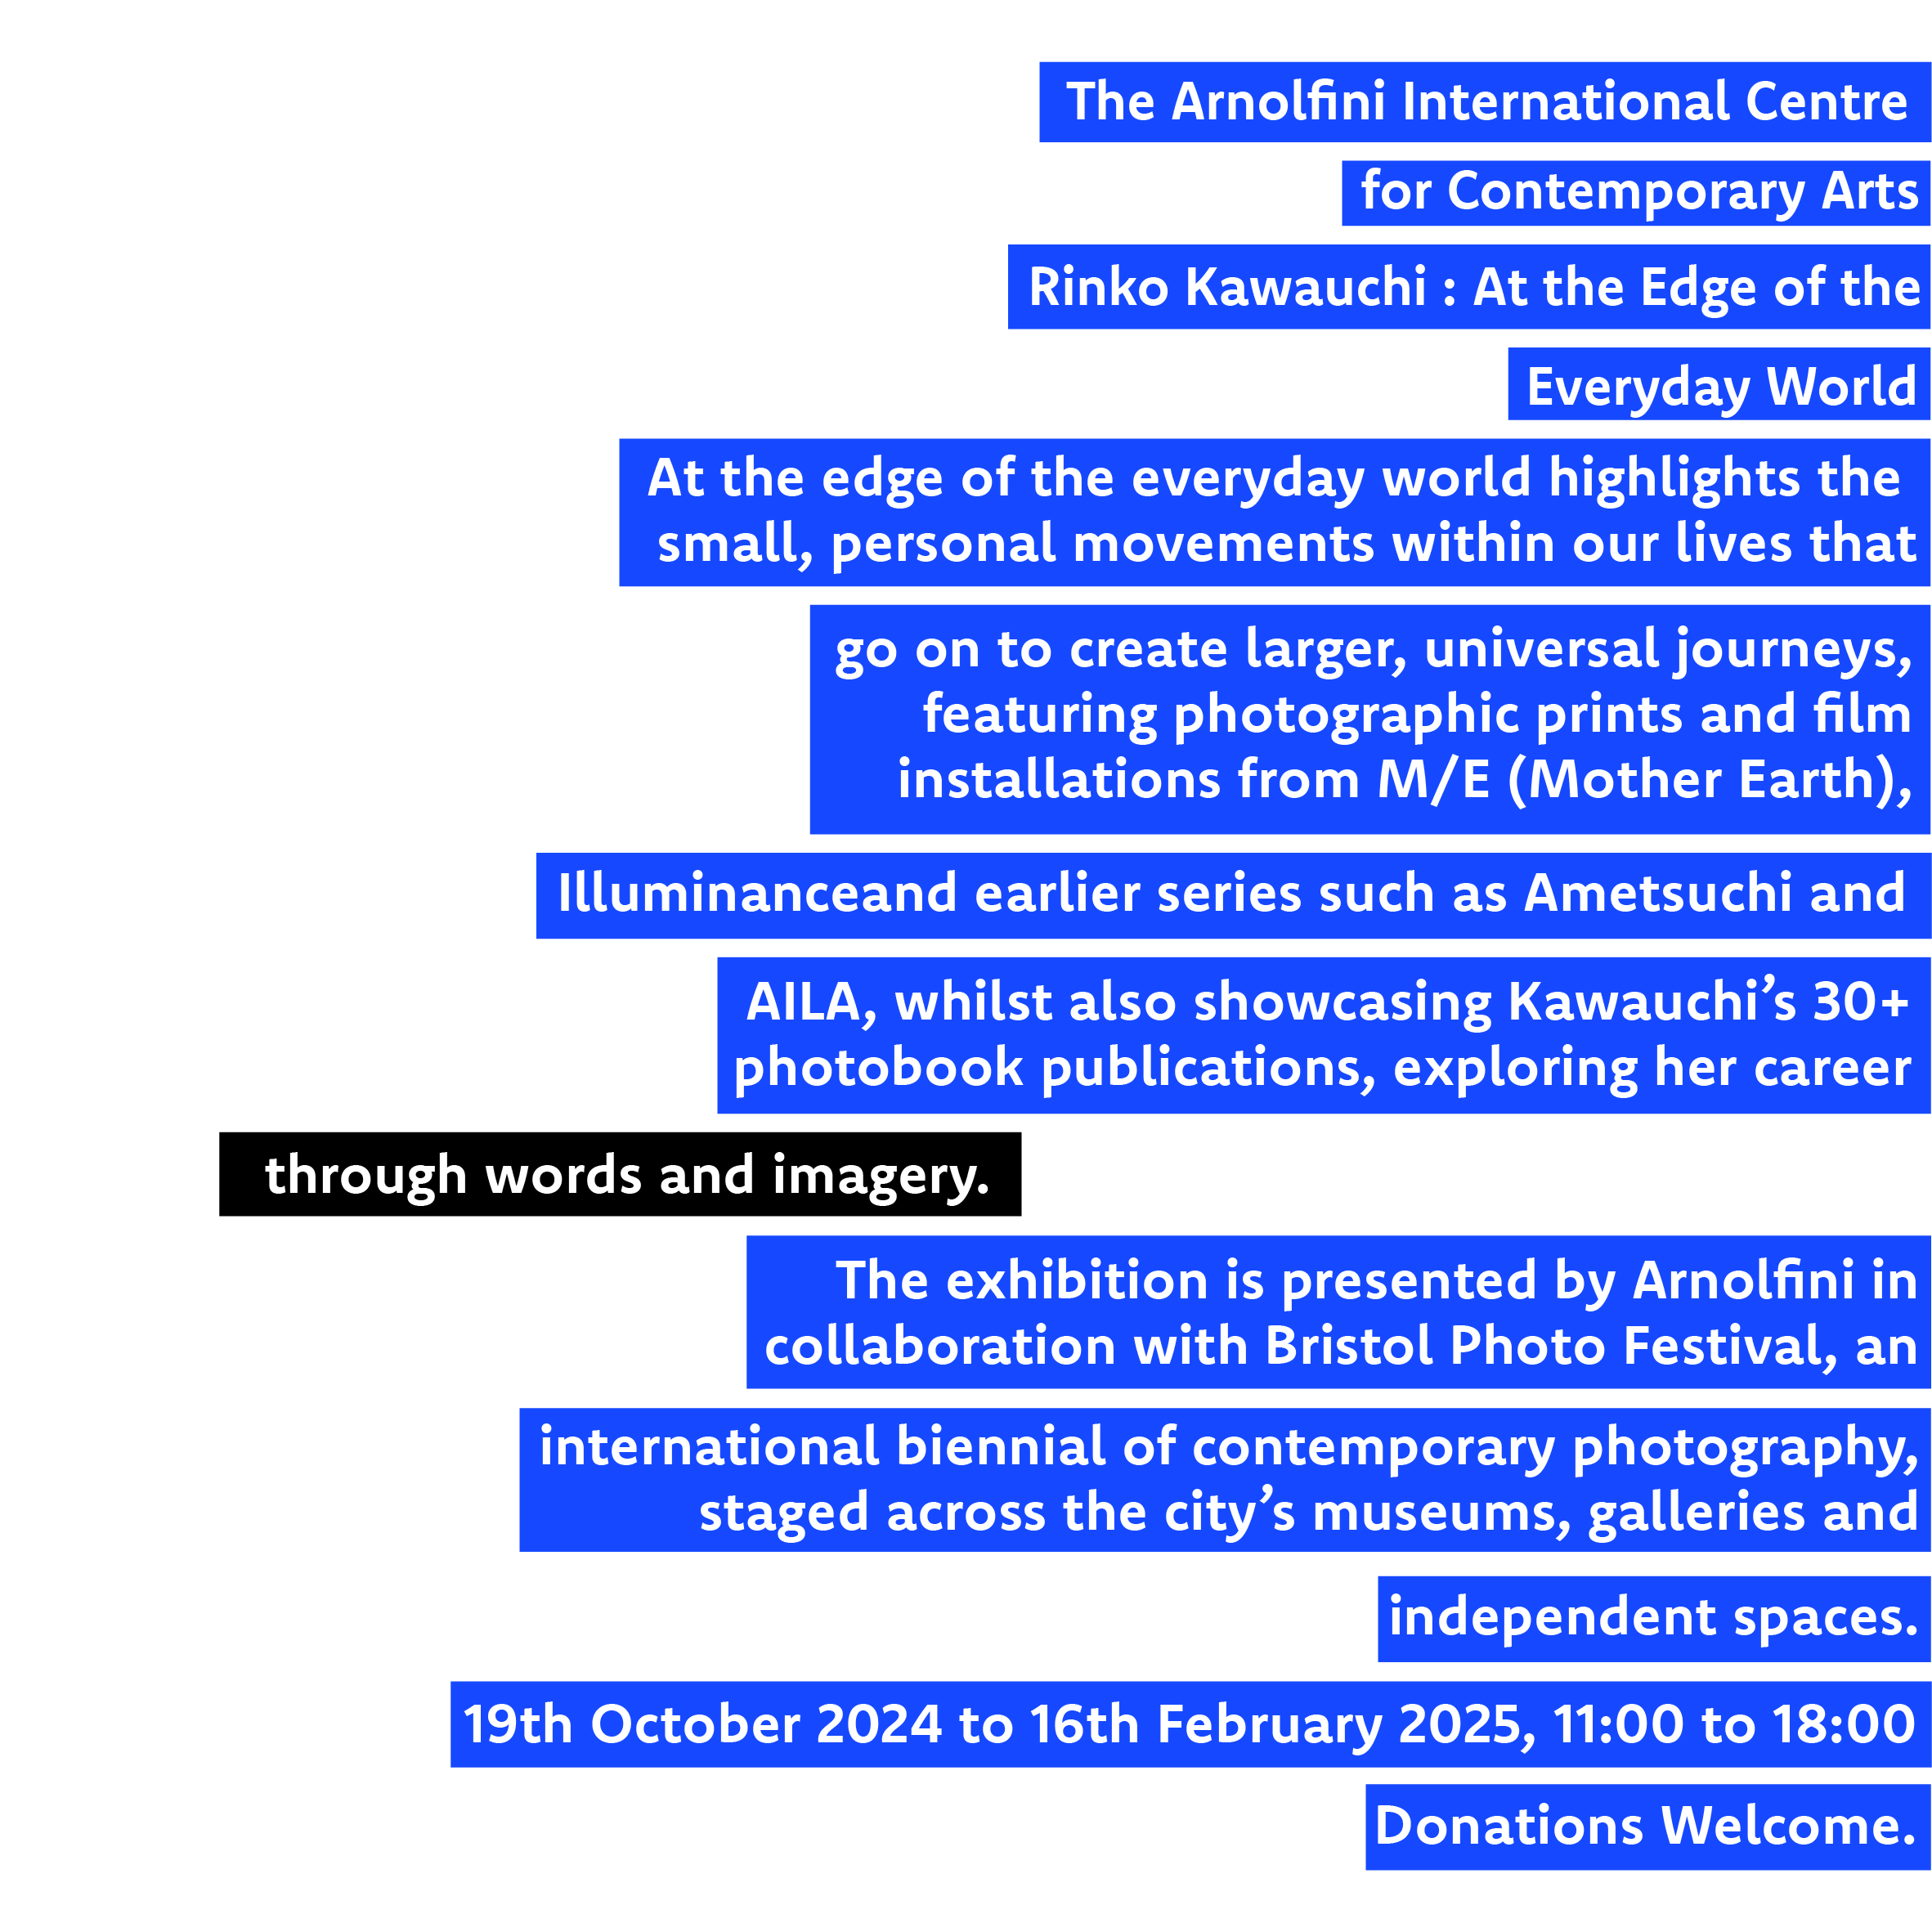 The Arnolfini International Centre
for Contemporary Arts
Rinko Kawauchi : At the Edge of the
Everyday World
At the edge of the everyday world highlights the
small, personal movements within our lives that
go on to create larger, universal journeys,
featuring photographic prints and film
installations from M/E (Mother Earth),
Illuminanceand earlier series such as Ametsuchi and
AILA, whilst also showcasing Kawauchi’s 30+
photobook publications, exploring her career
through words and imagery.
The exhibition is presented by Arnolfini in
collaboration with Bristol Photo Festival, an
international biennial of contemporary photography,
staged across the city’s museums, galleries and
independent spaces.
19th October 2024 to 16th February 2025, 11:00 to 18:00
Donations Welcome.